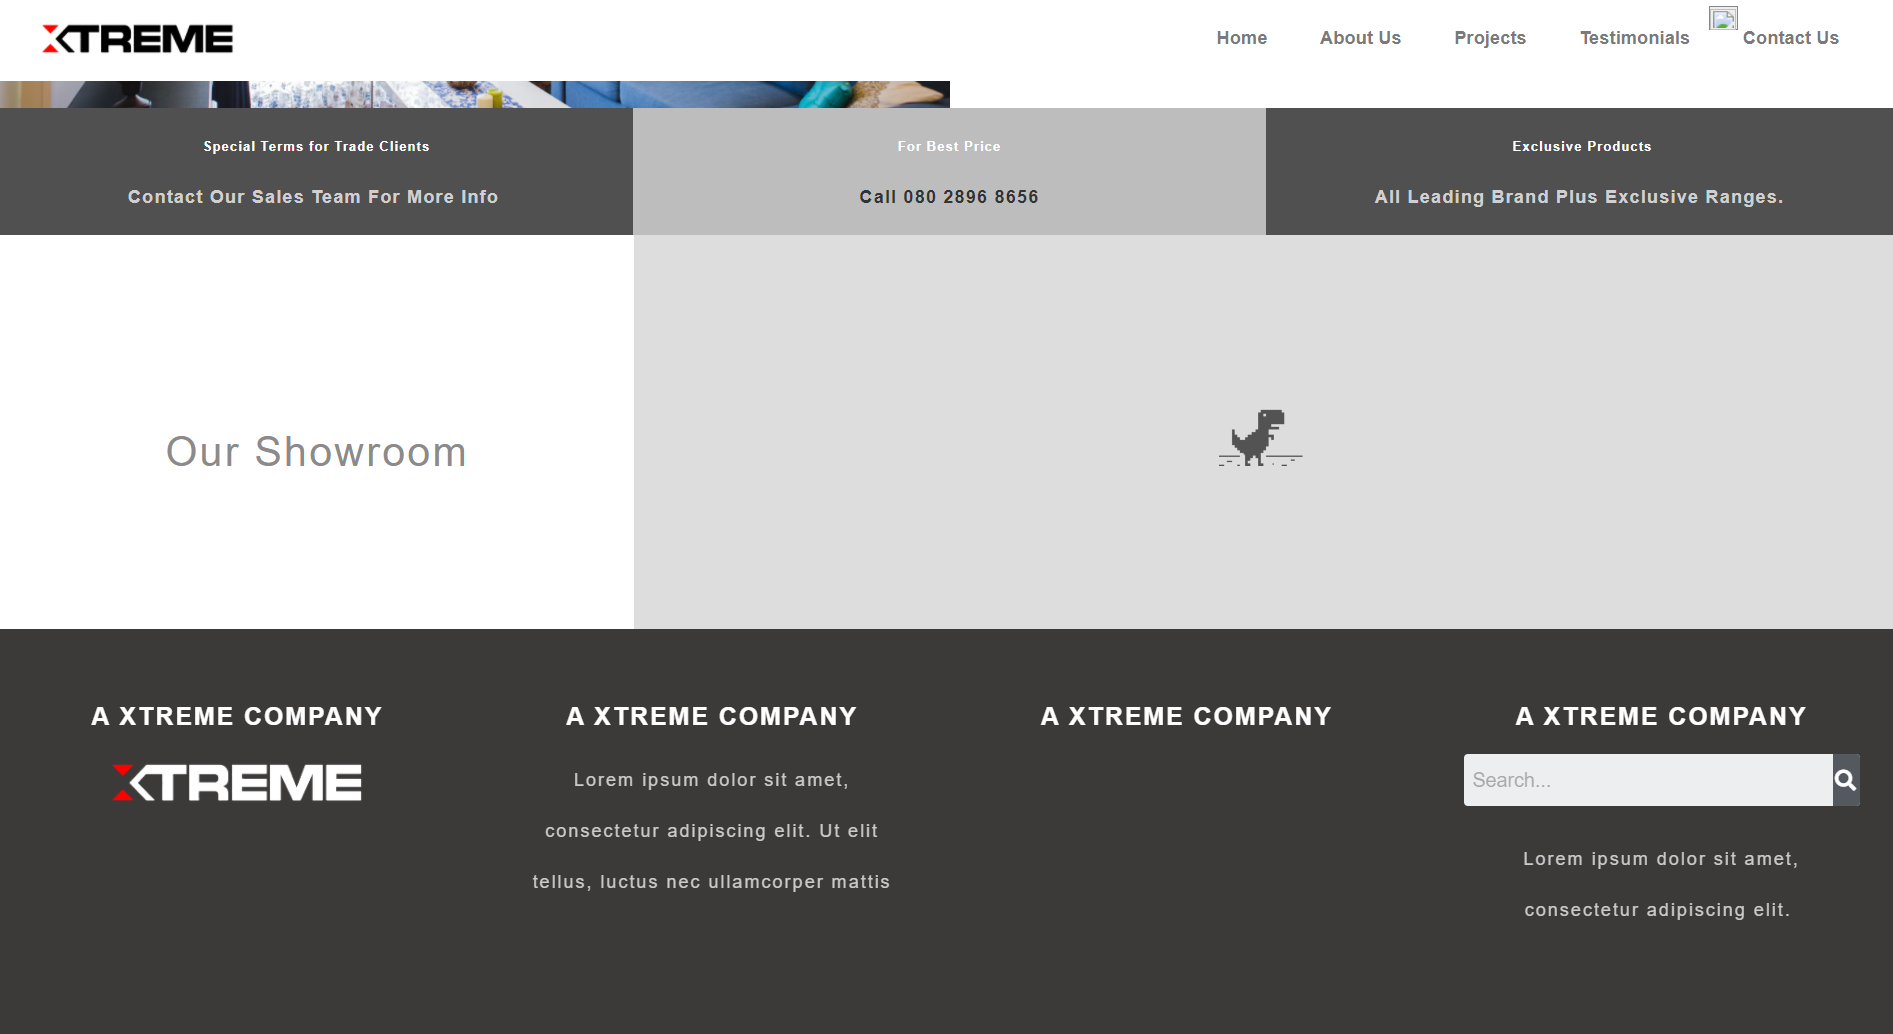 XTREME
Home About Us Projects Testimonials Contact Us
Special Terms for Trade Clients
Contact Our Sales Team For More Info
For Best Price
Call 080 2896 8656
Exclusive Products
All Leading Brand Plus Exclusive Ranges.
Our Showroom
A XTREME COMPANY
XTREME
A XTREME COMPANY
Lorem ipsum dolor sit amet,
consectetur adipiscing elit. Ut elit
tellus, luctus nec ullamcorper mattis
A XTREME COMPANY
A XTREME COMPANY
Search...
Lorem ipsum dolor sit amet,
consectetur adipiscing elit.